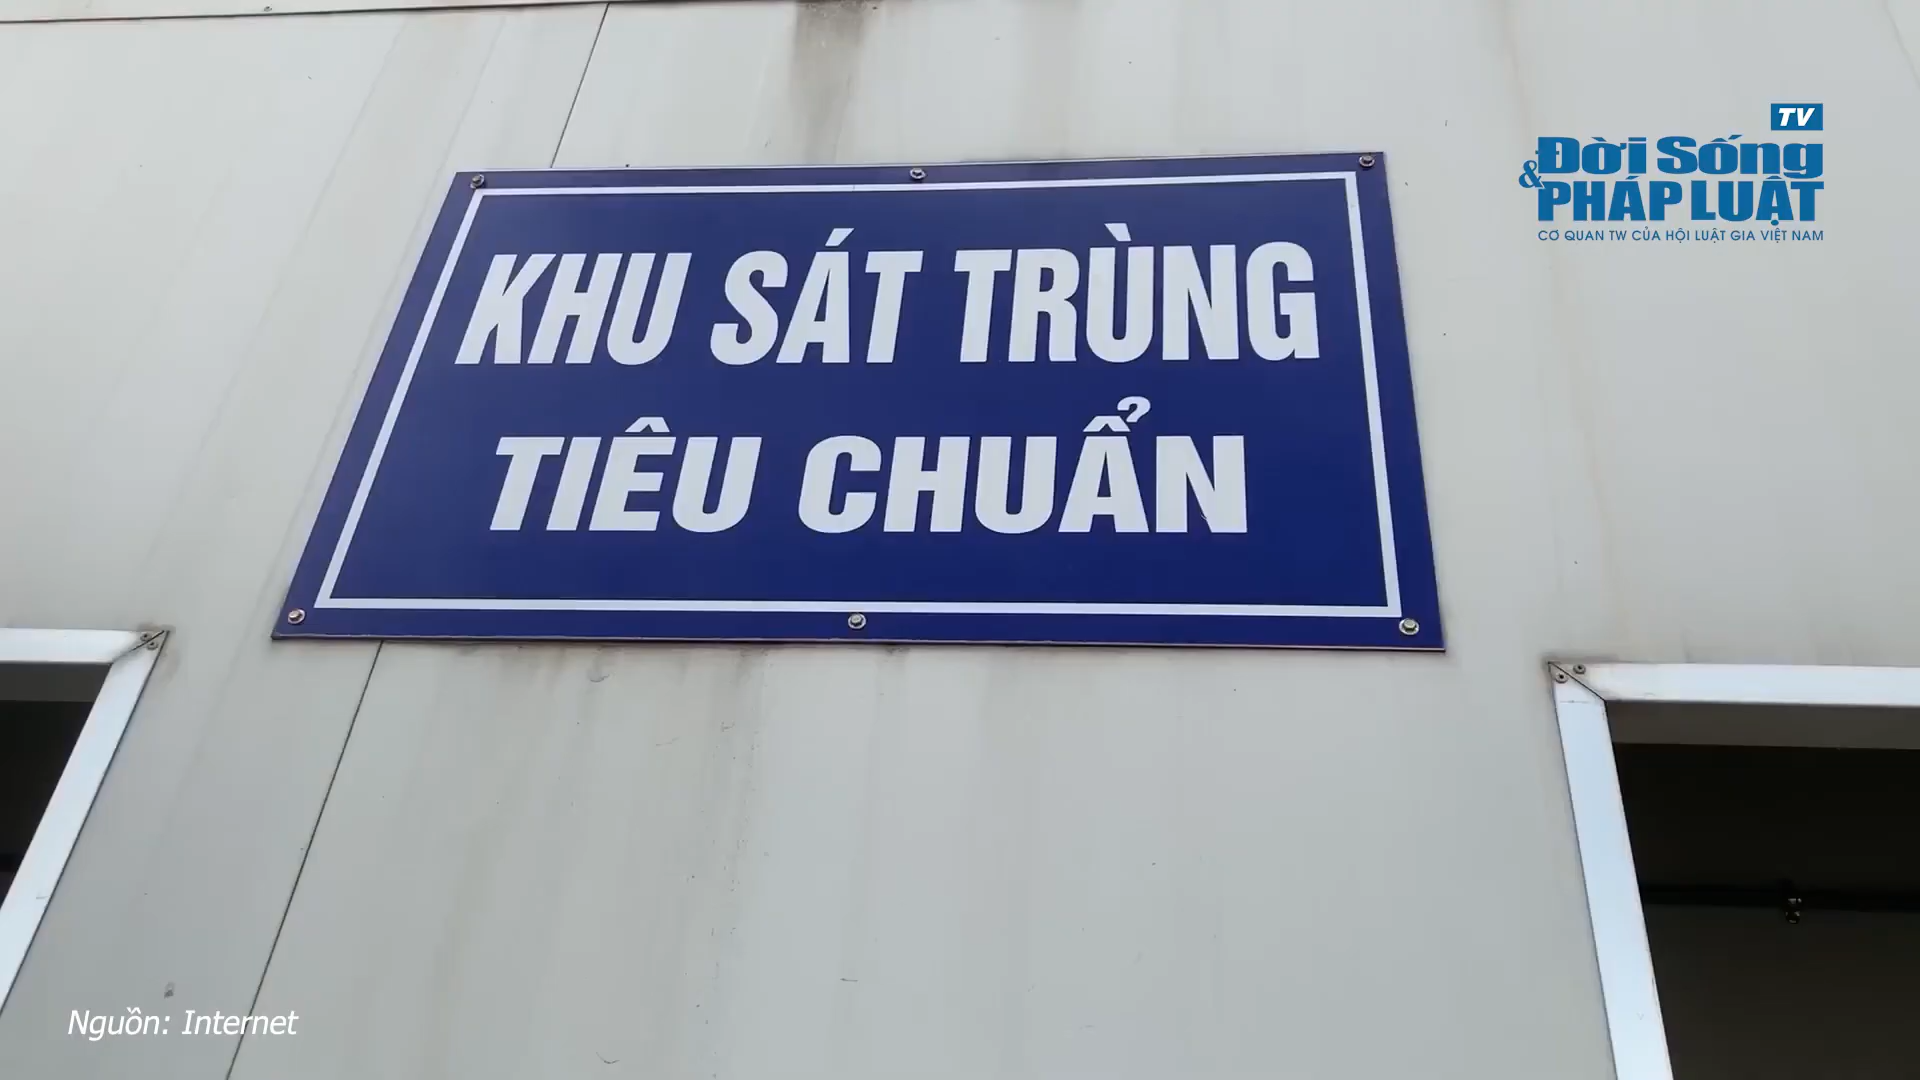 TV
Đời Sống
& PHÁP LUẬT
CƠ QUAN TW CỦA HỘI LUẬT GIA VIỆT NAM
KHU SÁT TRÙNG
TIÊU CHUẨN
Nguồn: Internet